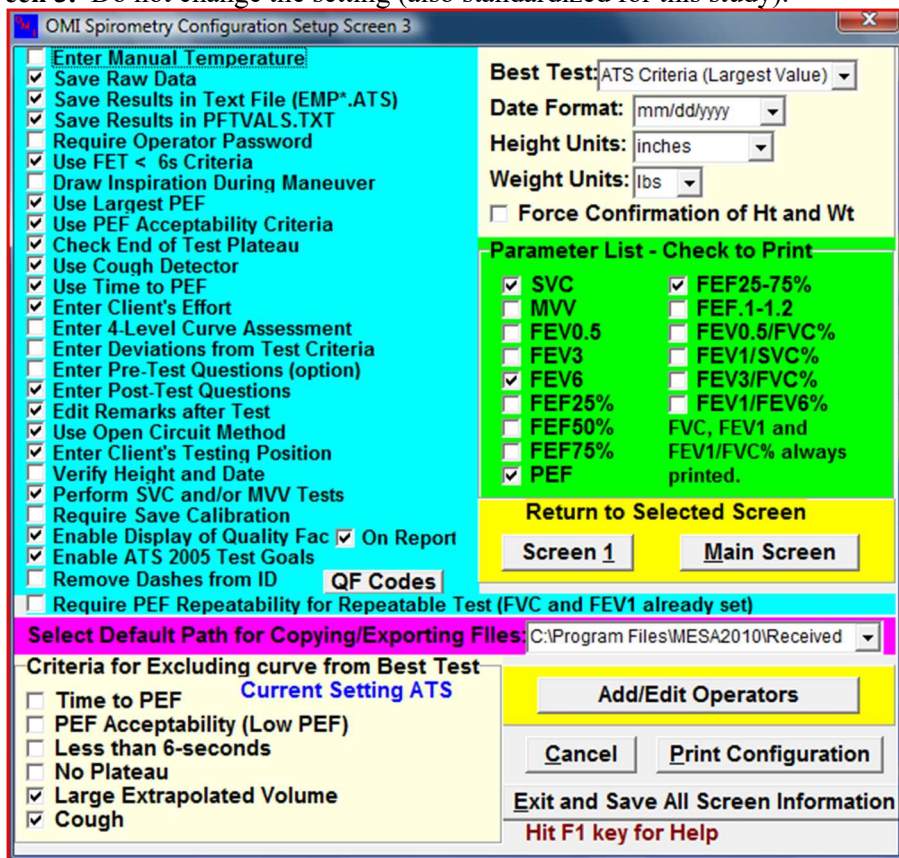 een 3. Do not change the setting (also standardized for this study).
OMI Spirometry Configuration Setup Screen 3
Enter Manual Temperature
Save Raw Data
Save Results in Text File (EMP*.ATS)
Save Results in PFTVALS.TXT
Require Operator Password
Use FET < 6s Criteria
Draw Inspiration During Maneuver
Use Largest PEF
Use PEF Acceptability Criteria
Check End of Test Plateau
Use Cough Detector
Use Time to PEF
Enter Client's Effort
Enter 4-Level Curve Assessment
Enter Deviations from Test Criteria
Enter Pre-Test Questions (option)
Enter Post-Test Questions
Edit Remarks after Test
Use Open Circuit Method
Enter Client's Testing Position
Verify Height and Date
Perform SVC and/or MVV Tests
Require Save Calibration
Enable Display of Quality Fac On Report
Enable ATS 2005 Test Goals
Remove Dashes from ID QF Codes
Require PEF Repeatability for Repeatable Test (FVC and FEV1 already set)
Best Test: ATS Criteria (Largest Value)
Date Format: mm/dd/yyyy
Height Units: inches
Weight Units: lbs
Force Confirmation of Ht and Wt
Parameter List - Check to Print
SVC FEF25-75%
MVV FEF.1-1.2
FEV0.5 FEV0.5/FVC%
FEV3 FEV1/SVC%
FEV6 FEV3/FVC%
FEF25% FEV1/FEV6%
FEF50% FVC, FEV1 and
FEF75% FEV1/FVC% always
PEF printed.
Return to Selected Screen
Screen 1 Main Screen
Select Default Path for Copying/Exporting FIles: C:\Program Files\MESA2010\Received
Criteria for Excluding curve from Best Test
Current Setting ATS
Time to PEF
PEF Acceptability (Low PEF)
Less than 6-seconds
No Plateau
Large Extrapolated Volume
Cough
Add/Edit Operators
Cancel Print Configuration
Exit and Save All Screen Information
Hit F1 key for Help